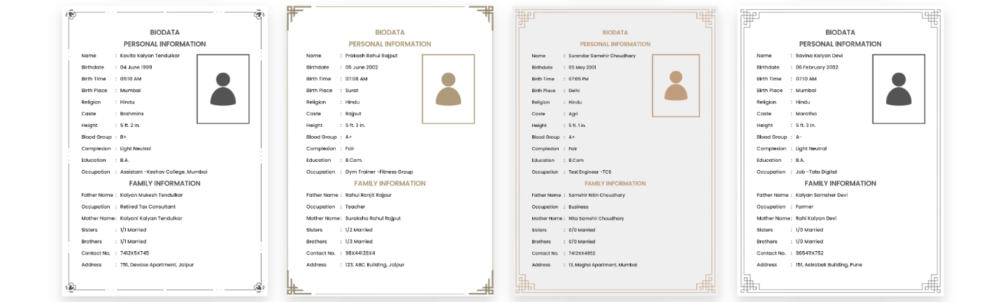 BIODATA
PERSONAL INFORMATION
Name : Kavita Kalyan Tendulkar
Birthdate : 04 June 1999
Birth Time : 09:10 AM
Birth Place : Mumbai
Religion : Hindu
Caste : Brahmins
Height : 5 ft. 2 in.
Blood Group : B+
Complexion : Light Neutral
Education : B.A.
Occupation : Assistant -Keshav College, Mumbai
FAMILY INFORMATION
Father Name : Kalyan Mukesh Tendulkar
Occupation : Retired Tax Consultant
Mother Name : Kalyani Kalyan Tendulkar
Sisters : 1/1 Married
Brothers : 1/1 Married
Contact No. : 7412X5X745
Address : 751, Devase Apartment, Jaipur
BIODATA
PERSONAL INFORMATION
Name : Prakash Rahul Rajput
Birthdate : 05 June 2002
Birth Time : 07:08 AM
Birth Place : Surat
Religion : Hindu
Caste : Rajput
Height : 5 ft. 3 in.
Blood Group : A+
Complexion : Fair
Education : B.Com.
Occupation : Gym Trainer -Fitness Group
FAMILY INFORMATION
Father Name : Rahul Ranjit Rajpur
Occupation : Teacher
Mother Name : Suraksha Rahul Rajput
Sisters : 1/2 Married
Brothers : 1/3 Married
Contact No. : 98X44128X4
Address : 123, ABC Building, Jaipur
BIODATA
PERSONAL INFORMATION
Name : Surendar Samshir Choudhary
Birthdate : 05 May 2001
Birth Time : 07:05 PM
Birth Place : Delhi
Religion : Hindu
Caste : Agri
Height : 5 ft. 1 in.
Blood Group : A+
Complexion : Fair
Education : B.Com
Occupation : Test Engineer -TCS
FAMILY INFORMATION
Father Name : Samshir Nitin Choudhary
Occupation : Business
Mother Name : Nita Samshir Choudhary
Sisters : 0/0 Married
Brothers : 0/0 Married
Contact No. : 7412XX4852
Address : 13, Megha Apartment, Mumbai
BIODATA
PERSONAL INFORMATION
Name : Ravina Kalyan Devi
Birthdate : 06 February 2002
Birth Time : 07:10 AM
Birth Place : Mumbai
Religion : Hindu
Caste : Maratha
Height : 5 ft. 3 in.
Blood Group : A-
Complexion : Light Neutral
Education : B.A.
Occupation : Job -Tata Digital
FAMILY INFORMATION
Father Name : Kalyan Samsher Devi
Occupation : Farmer
Mother Name : Rahi Kalyan Devi
Sisters : 1/0 Married
Brothers : 1/0 Married
Contact No. : 965411X752
Address : 151, Astrabek Building, Pune